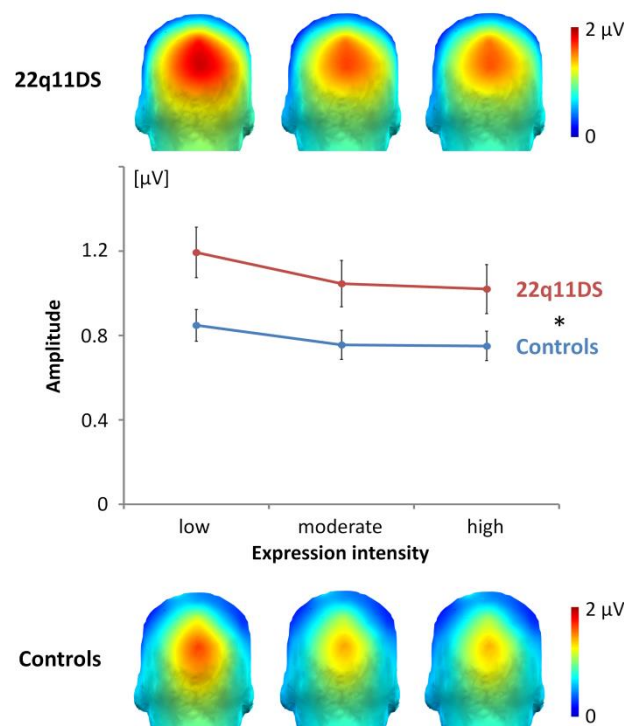 2 µV
22q11DS
0
[µV]
1.2
22q11DS
*
0.8
Controls
Amplitude
0.4
0
low moderate high
Expression intensity
2 µV
Controls
0